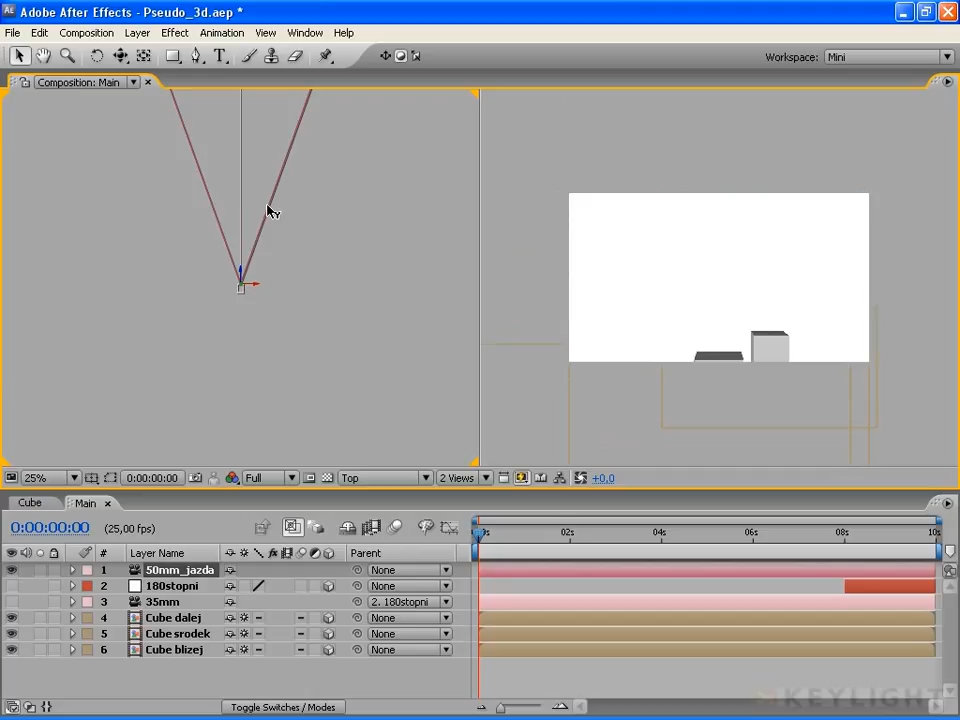 Adobe After Effects - Pseudo_3d.aep *
File Edit Composition Layer Effect Animation View Window Help
Workspace: Mini
Composition: Main
25% 0:00:00:00 Full Top 2 Views +0,0
Cube Main
0:00:00:00 (25,00 fps)
02s 04s 06s 08s 10s
# Layer Name Parent
1 50mm_jazda None
2 180stopni None
3 35mm 2. 180stopni
4 Cube dalej None
5 Cube srodek None
6 Cube blizej None
Toggle Switches / Modes
KEYLIGHT